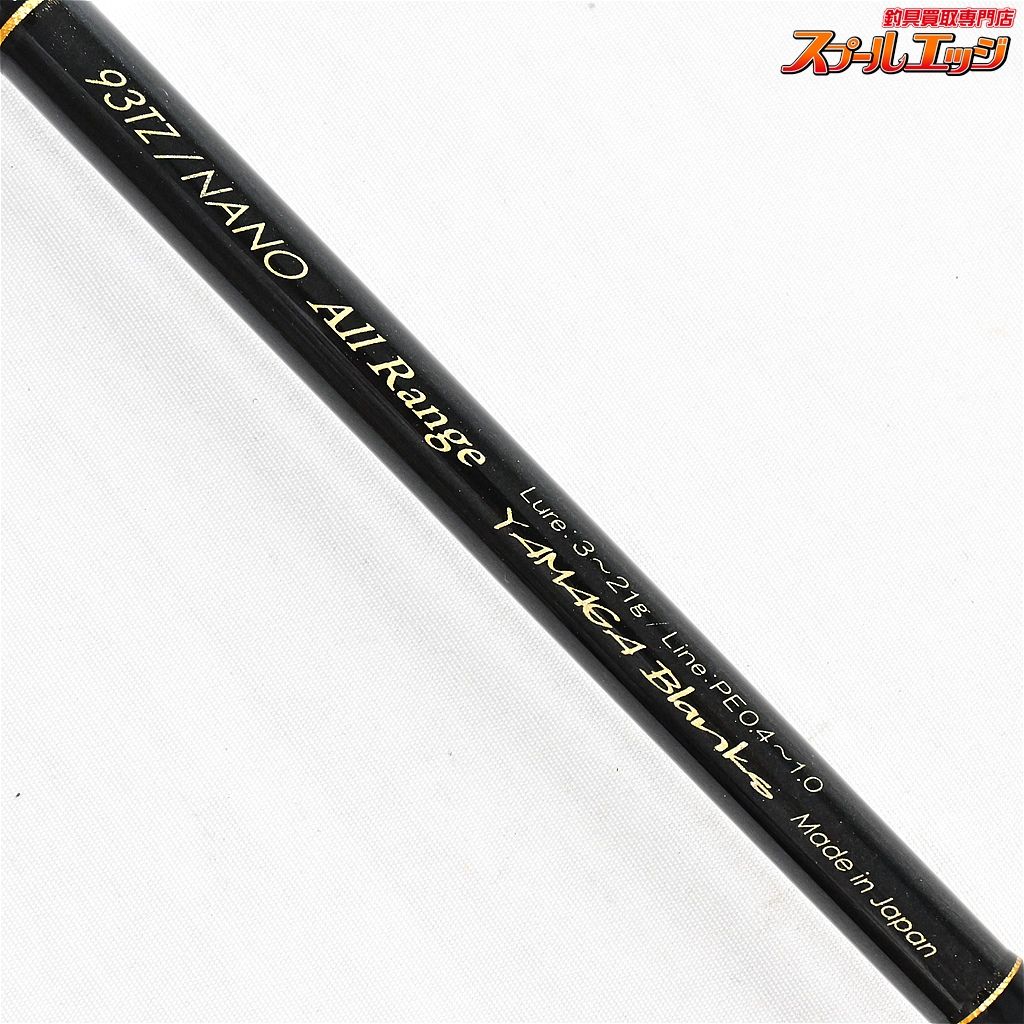 釣具買取専門店
スプールエッジ
93TZ/NANO All Range
Lure:3～21g/Line:PE0.4～1.0
YAMAGA Blanks
Made in Japan